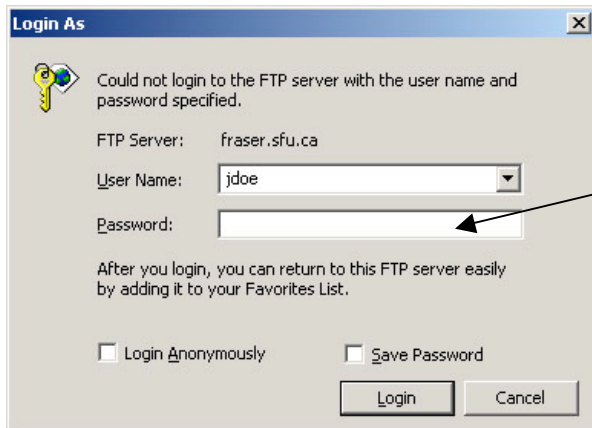 Login As
Could not login to the FTP server with the user name and
password specified.
FTP Server: fraser.sfu.ca
User Name: jdoe
Password:
After you login, you can return to this FTP server easily
by adding it to your Favorites List.
Login Anonymously Save Password
Login Cancel